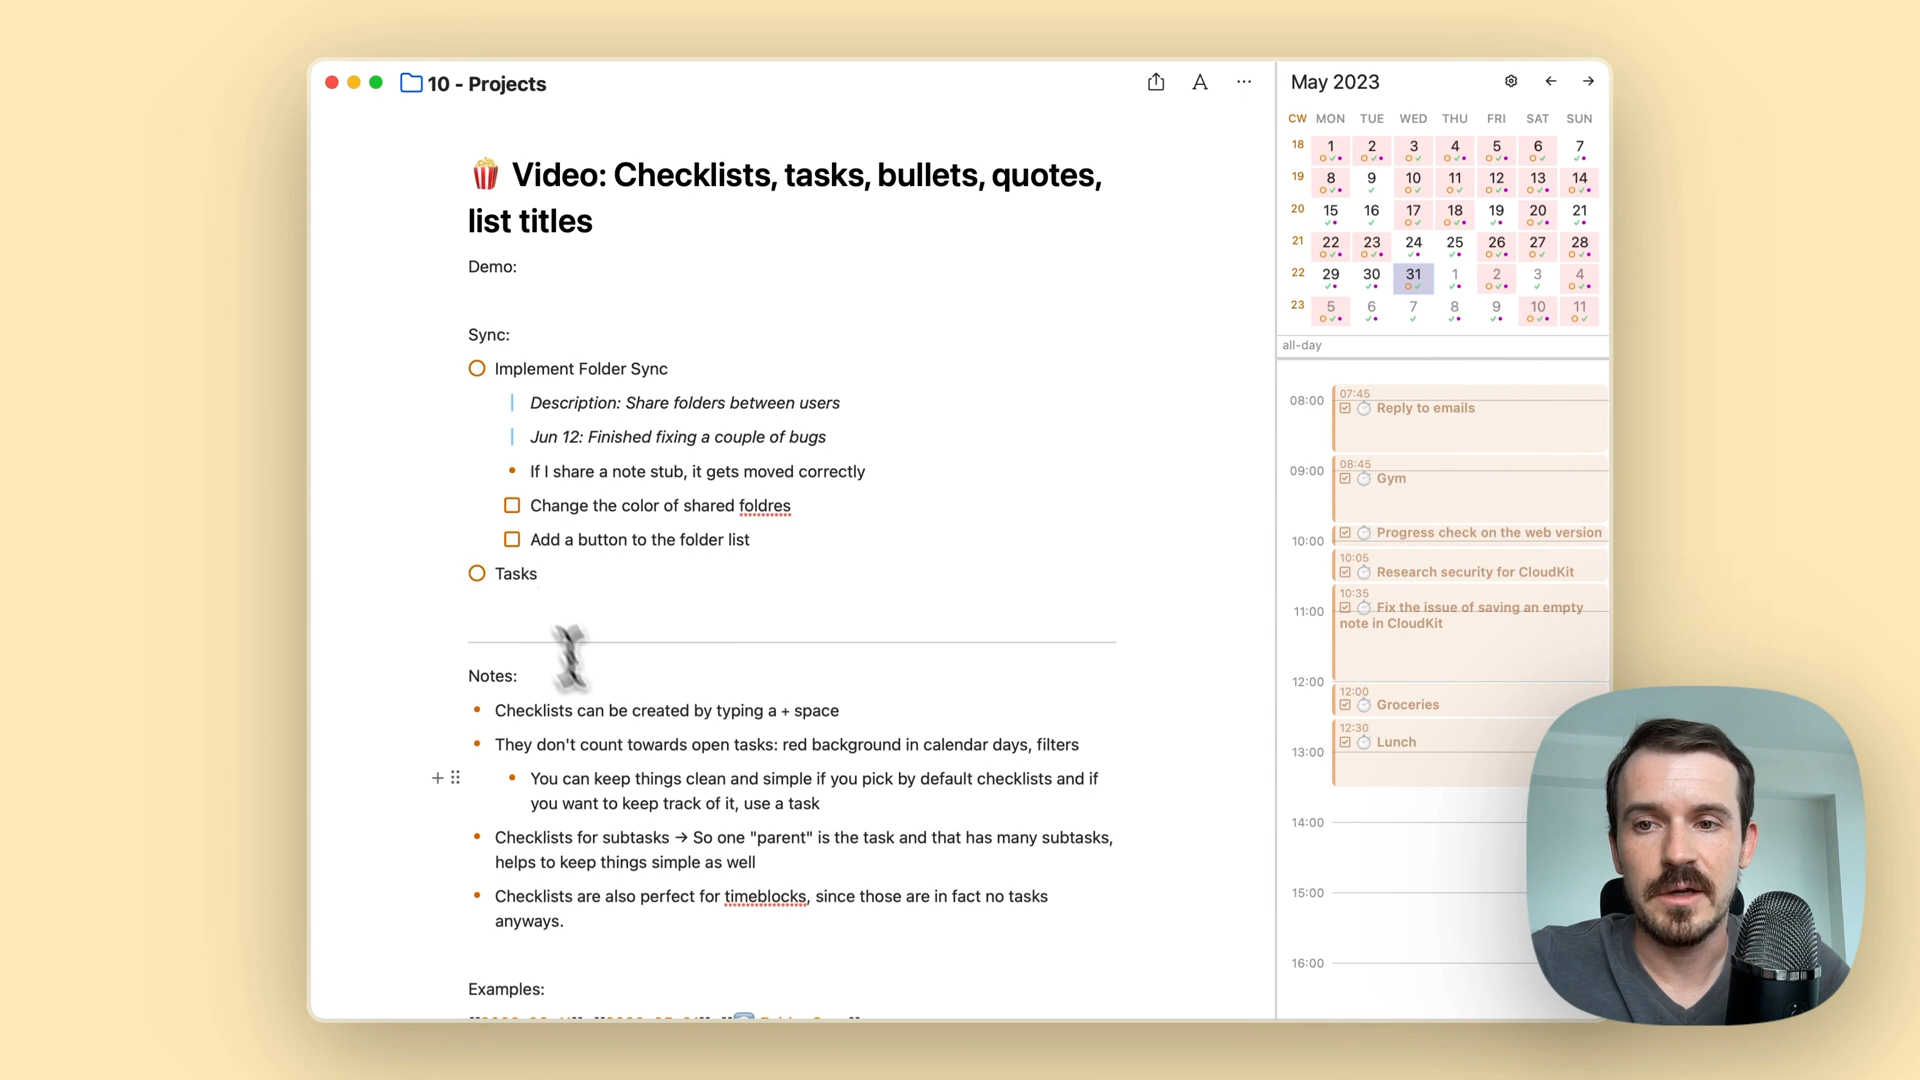 10 - Projects
🍿 Video: Checklists, tasks, bullets, quotes,
list titles
Demo:
Sync:
Implement Folder Sync
Description: Share folders between users
Jun 12: Finished fixing a couple of bugs
If I share a note stub, it gets moved correctly
Change the color of shared foldres
Add a button to the folder list
Tasks
Notes:
Checklists can be created by typing a + space
They don't count towards open tasks: red background in calendar days, filters
You can keep things clean and simple if you pick by default checklists and if
you want to keep track of it, use a task
Checklists for subtasks → So one "parent" is the task and that has many subtasks,
helps to keep things simple as well
Checklists are also perfect for timeblocks, since those are in fact no tasks
anyways.
Examples:
May 2023
CW MON TUE WED THU FRI SAT SUN
18 1 2 3 4 5 6 7
19 8 9 10 11 12 13 14
20 15 16 17 18 19 20 21
21 22 23 24 25 26 27 28
22 29 30 31 1 2 3 4
23 5 6 7 8 9 10 11
all-day
07:45
08:00
Reply to emails
08:45
09:00
Gym
Progress check on the web version
10:00
10:05
Research security for CloudKit
10:35
11:00
Fix the issue of saving an empty
note in CloudKit
12:00
12:00
Groceries
12:30
Lunch
13:00
14:00
15:00
16:00